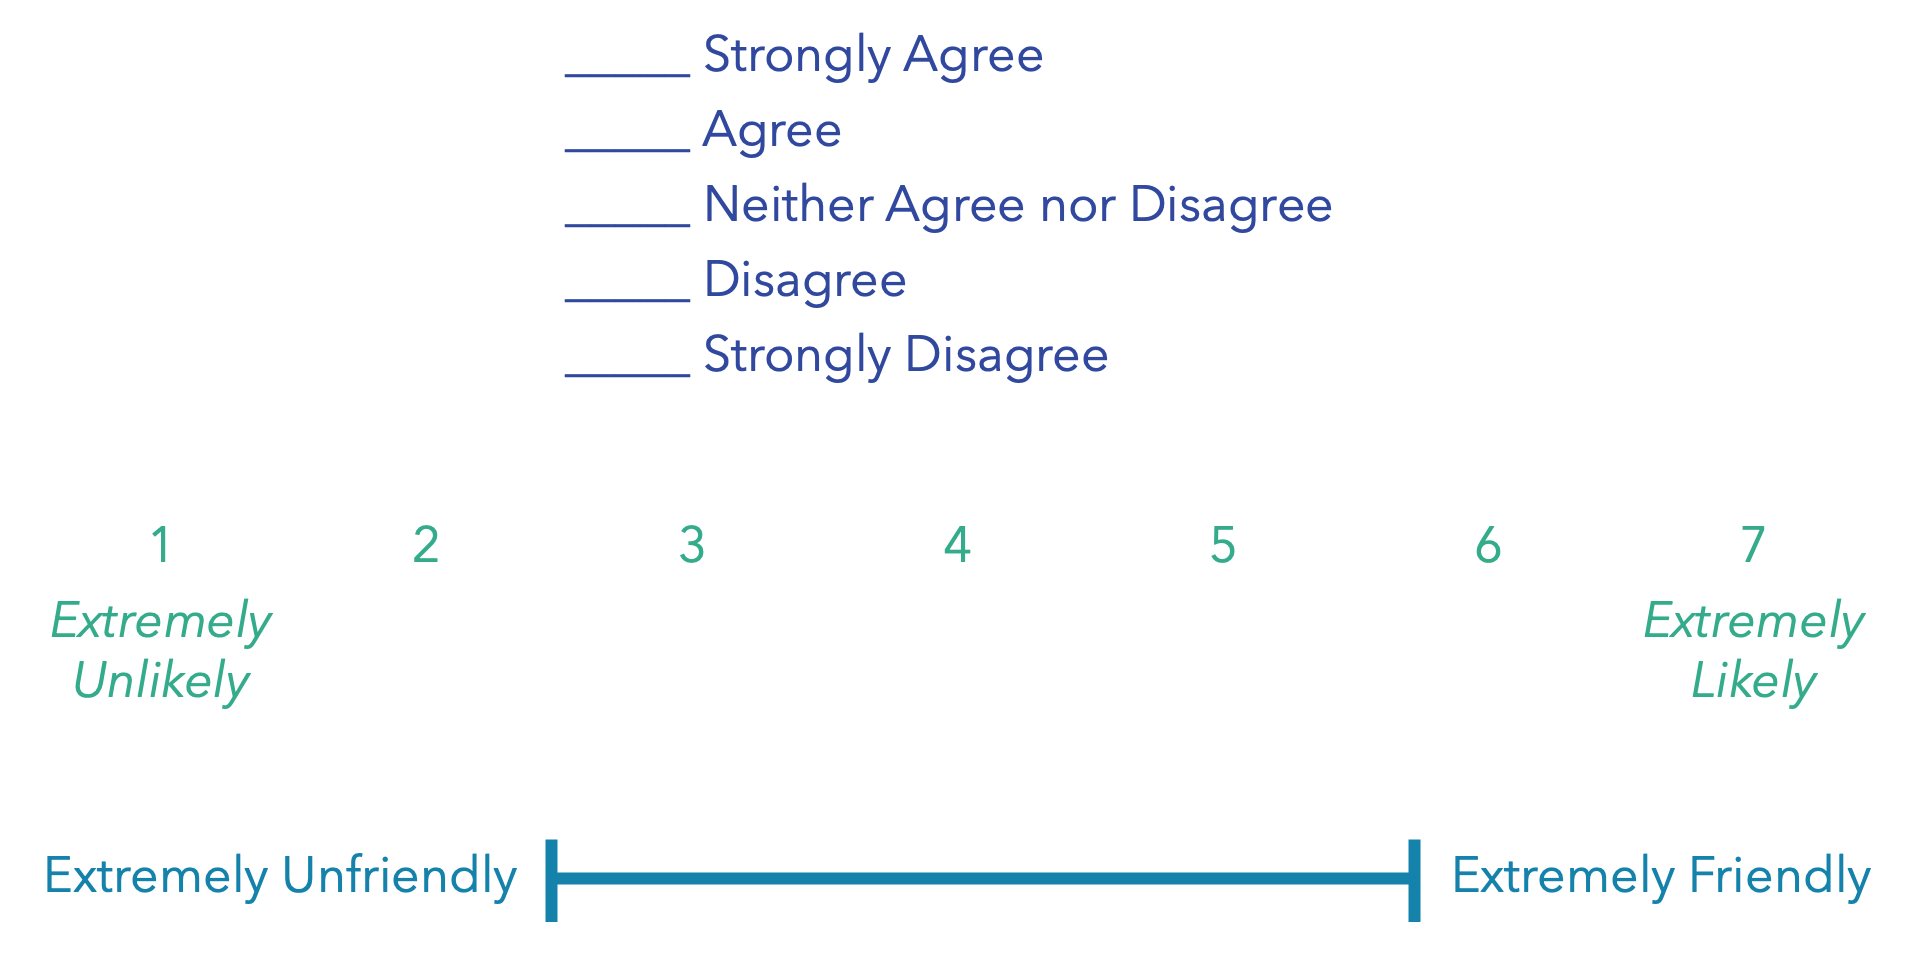 _____ Strongly Agree
_____ Agree
_____ Neither Agree nor Disagree
_____ Disagree
_____ Strongly Disagree
1 2 3 4 5 6 7
Extremely Unlikely
Extremely Likely
Extremely Unfriendly
Extremely Friendly